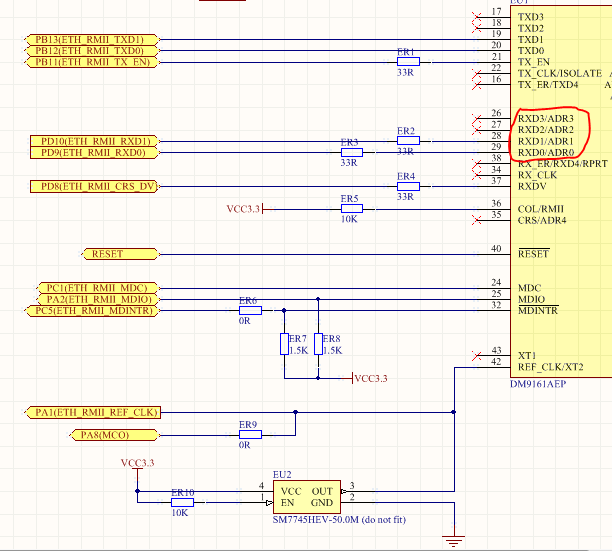 EU1
17 TXD3
18 TXD2
PB13(ETH_RMII_TXD1) 19 TXD1
PB12(ETH_RMII_TXD0) 20 TXD0
PB11(ETH_RMII_TX_EN) ER1 33R 21 TX_EN
22 TX_CLK/ISOLATE
16 TX_ER/TXD4
26 RXD3/ADR3
27 RXD2/ADR2
PD10(ETH_RMII_RXD1) ER2 33R 28 RXD1/ADR1
PD9(ETH_RMII_RXD0) ER3 33R 29 RXD0/ADR0
38 RX_ER/RXD4/RPRT
34 RX_CLK
PD8(ETH_RMII_CRS_DV) ER4 33R 37 RXDV
VCC3.3 ER5 10K 36 COL/RMII
35 CRS/ADR4
RESET 40 RESET
PC1(ETH_RMII_MDC) 24 MDC
PA2(ETH_RMII_MDIO) 25 MDIO
PC5(ETH_RMII_MDINTR) ER6 0R 32 MDINTR
ER7 1.5K ER8 1.5K
VCC3.3
43 XT1
42 REF_CLK/XT2
DM9161AEP
PA1(ETH_RMII_REF_CLK)
PA8(MCO) ER9 0R
VCC3.3
EU2
4 VCC OUT 3
ER10 10K 1 EN GND 2
SM7745HEV-50.0M (do not fit)